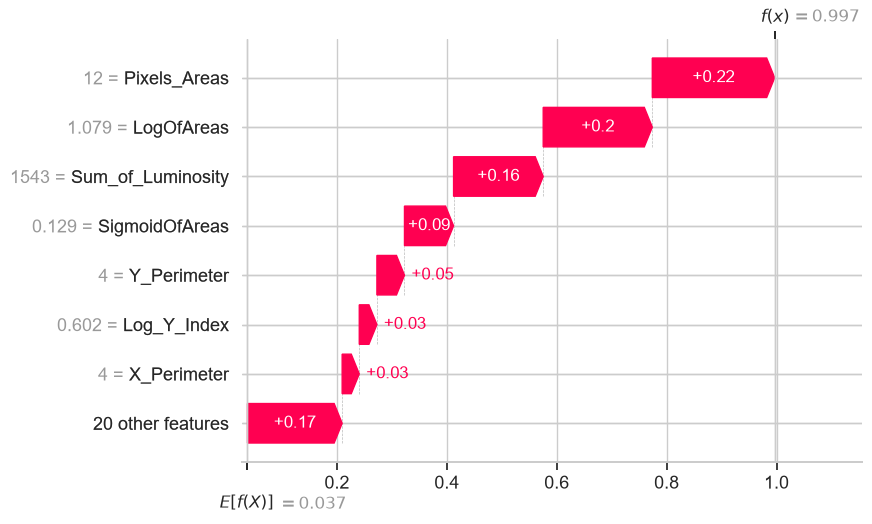 f(x) = 0.997
12 = Pixels_Areas +0.22
1.079 = LogOfAreas +0.2
1543 = Sum_of_Luminosity +0.16
0.129 = SigmoidOfAreas +0.09
4 = Y_Perimeter +0.05
0.602 = Log_Y_Index +0.03
4 = X_Perimeter +0.03
20 other features +0.17
0.2 0.4 0.6 0.8 1.0
E[f(X)] = 0.037